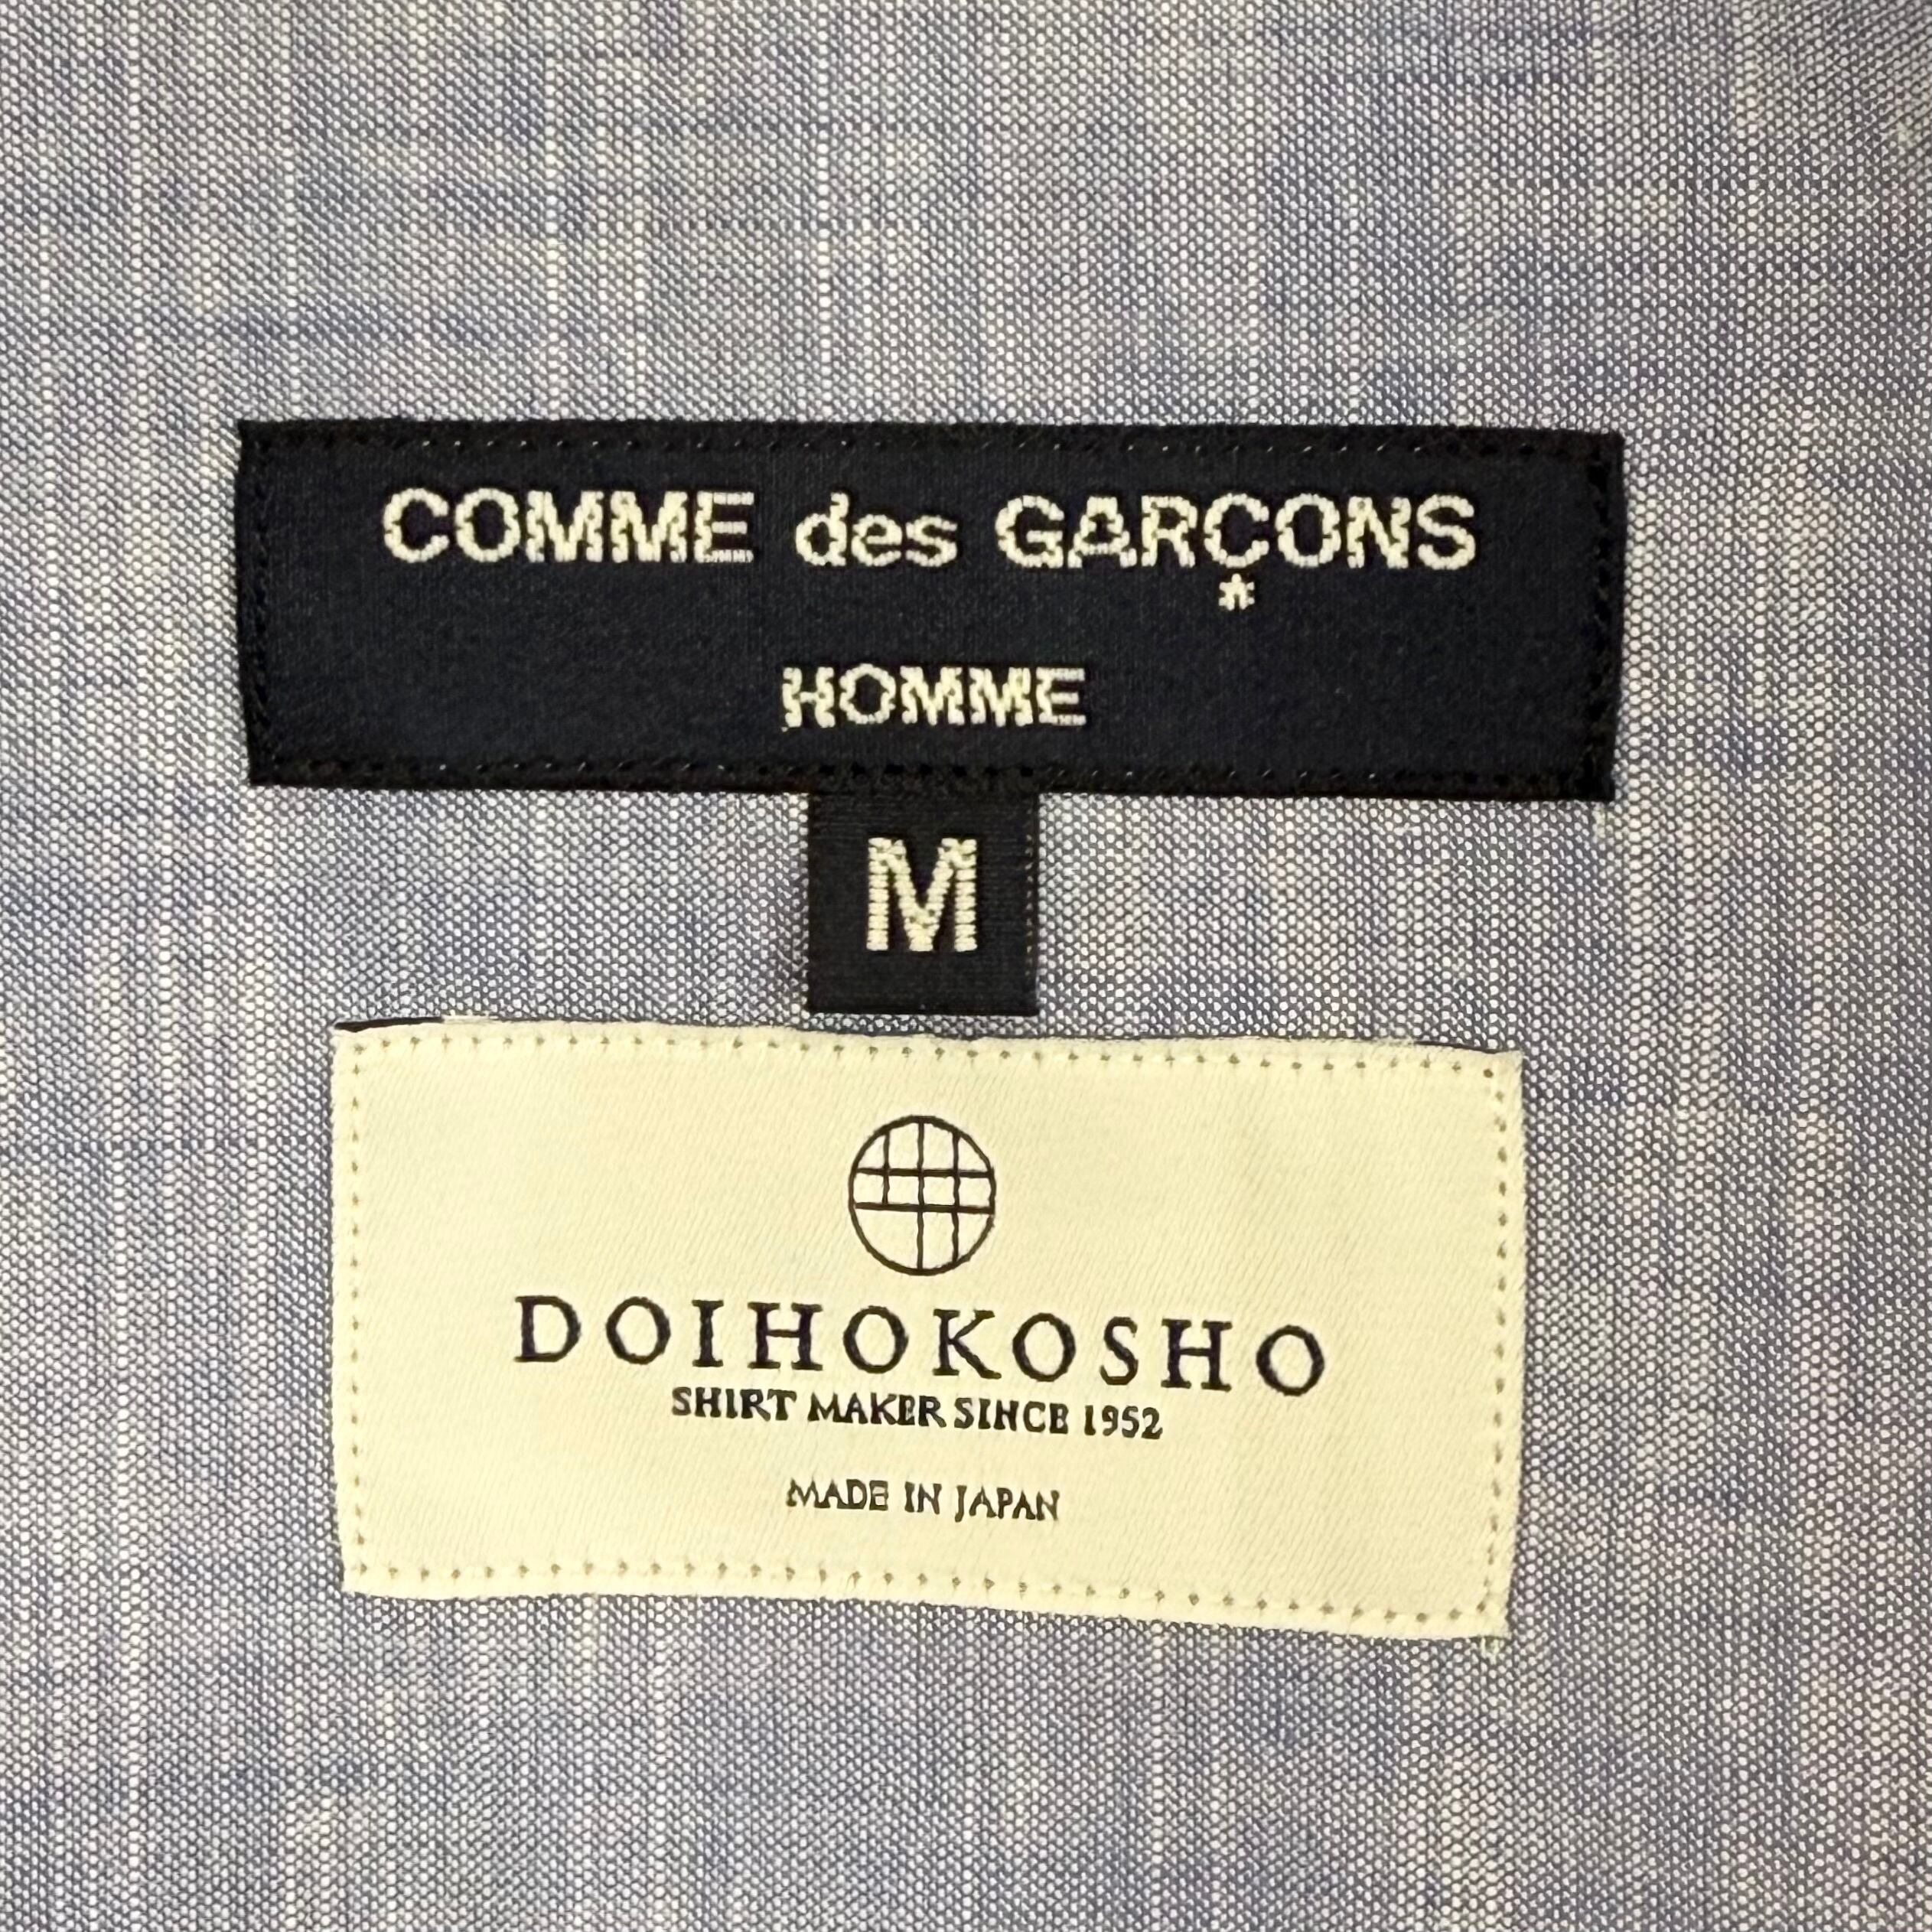 COMME des GARÇONS
*
HOMME
M
DOIHOKOSHO
SHIRT MAKER SINCE 1952
MADE IN JAPAN